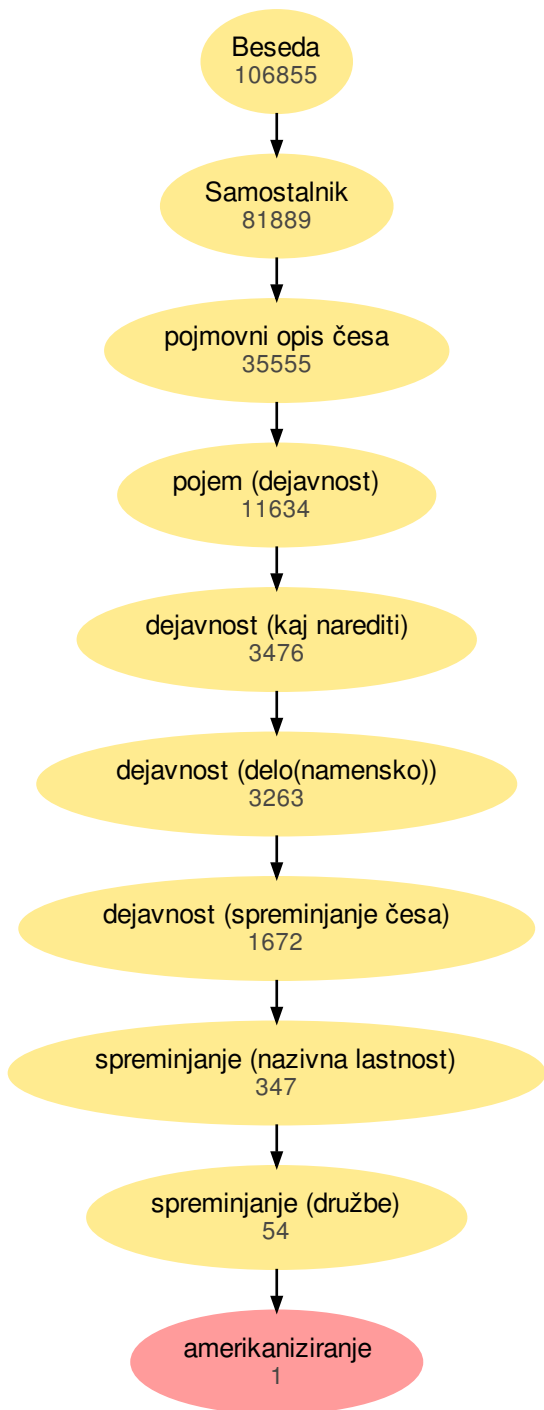 Beseda
106855
Samostalnik
81889
pojmovni opis česa
35555
pojem (dejavnost)
11634
dejavnost (kaj narediti)
3476
dejavnost (delo(namensko))
3263
dejavnost (spreminjanje česa)
1672
spreminjanje (nazivna lastnost)
347
spreminjanje (družbe)
54
amerikaniziranje
1